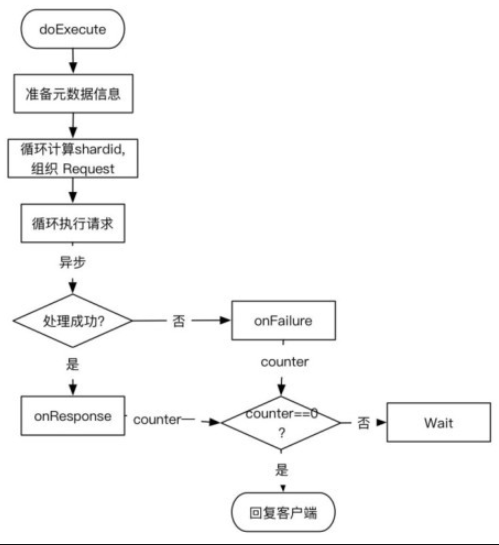 doExecute
准备元数据信息
循环计算shardid,
组织 Request
循环执行请求
异步
处理成功?
否
onFailure
是
counter
onResponse
counter—
counter==0
?
否
Wait
是
回复客户端